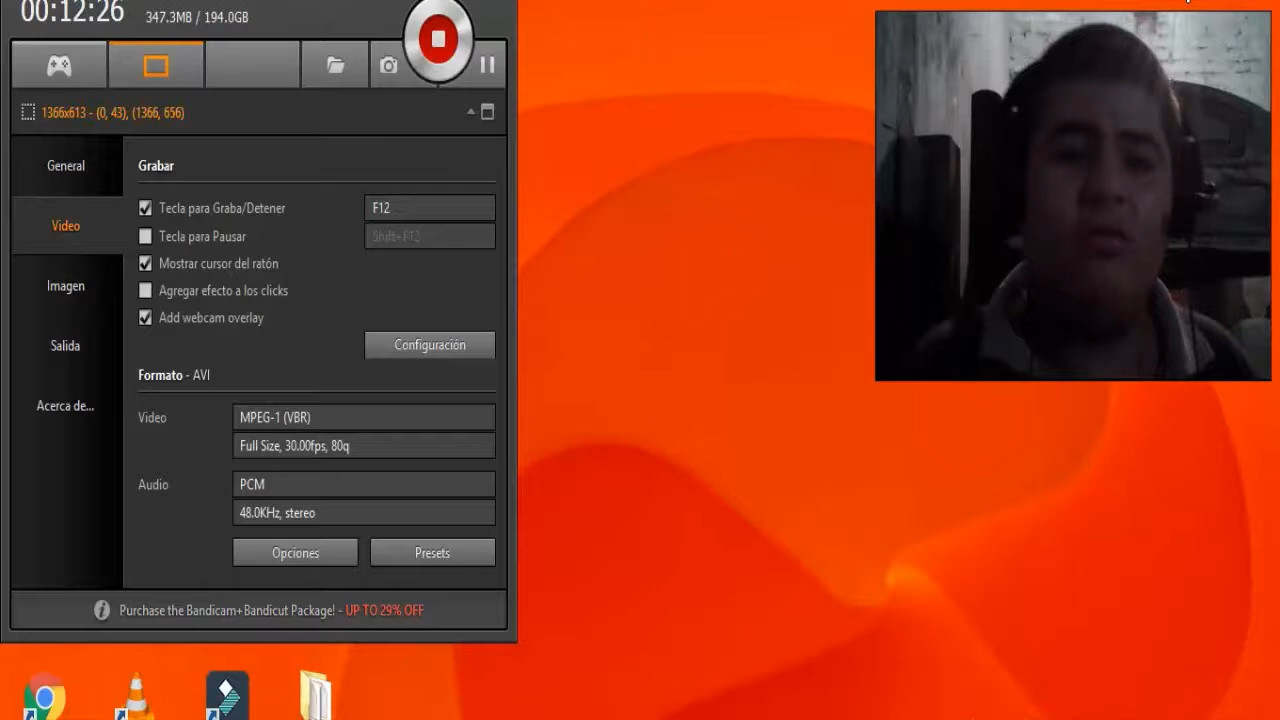 00:12:26
347.3MB / 194.0GB
1366x613 - (0, 43), (1366, 656)
General
Video
Imagen
Salida
Acerca de...
Grabar
Tecla para Graba/Detener
F12
Tecla para Pausar
Shift+F12
Mostrar cursor del ratón
Agregar efecto a los clicks
Add webcam overlay
Configuración
Formato - AVI
Video
MPEG-1 (VBR)
Full Size, 30.00fps, 80q
Audio
PCM
48.0KHz, stereo
Opciones
Presets
Purchase the Bandicam+Bandicut Package! - UP TO 29% OFF